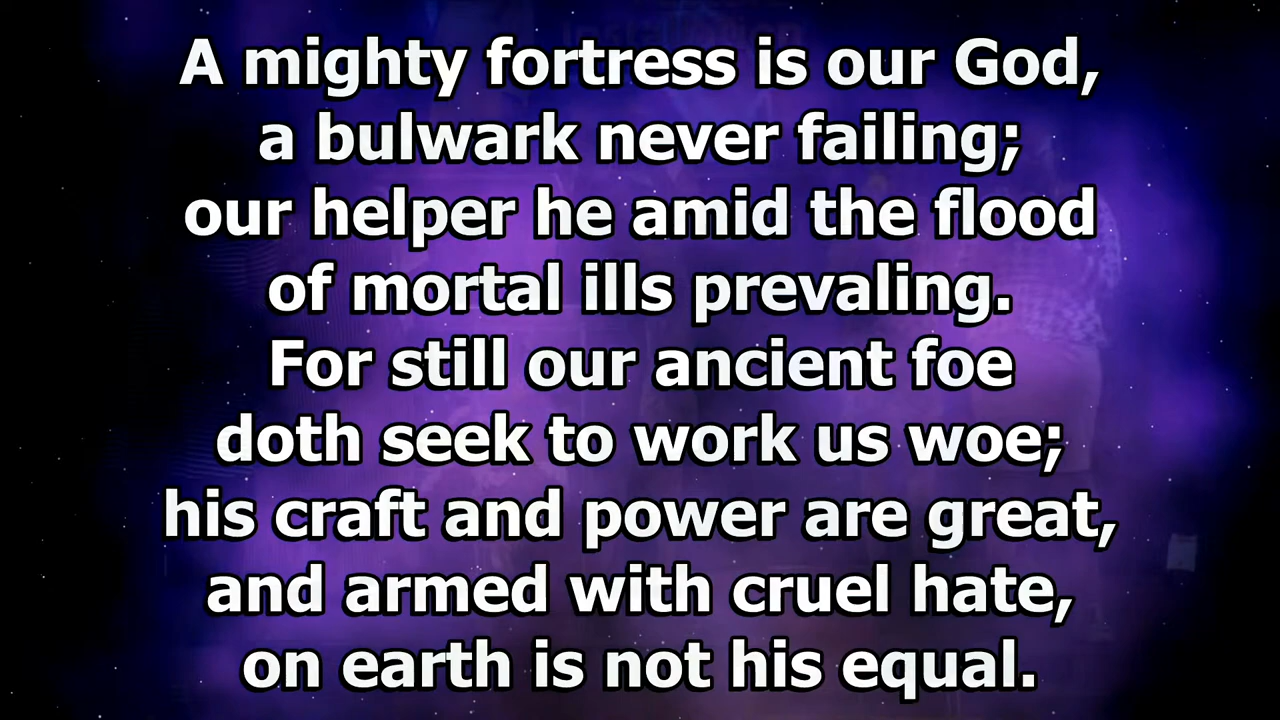 A mighty fortress is our God,
a bulwark never failing;
our helper he amid the flood
of mortal ills prevaling.
For still our ancient foe
doth seek to work us woe;
his craft and power are great,
and armed with cruel hate,
on earth is not his equal.